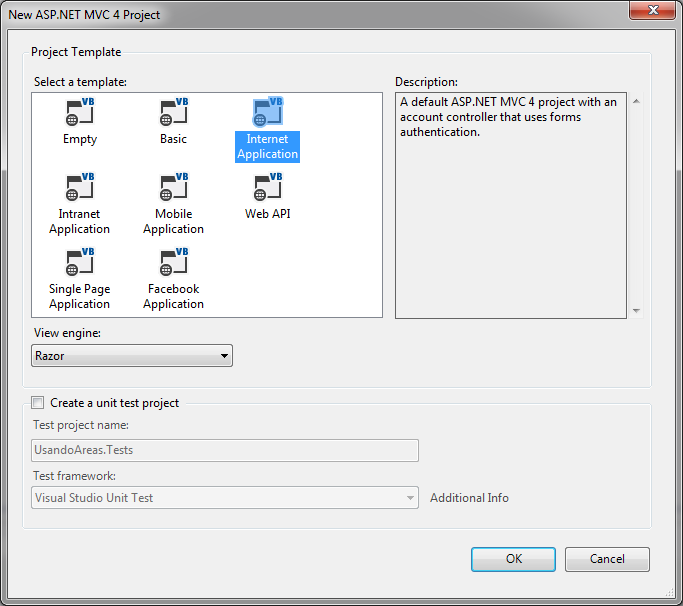 New ASP.NET MVC 4 Project
Project Template
Select a template:
Description:
VB VB VB
Empty Basic Internet
Application
A default ASP.NET MVC 4 project with an
account controller that uses forms
authentication.
VB VB VB
Intranet Mobile Web API
Application Application
VB VB
Single Page Facebook
Application Application
View engine:
Razor
Create a unit test project
Test project name:
UsandoAreas.Tests
Test framework:
Visual Studio Unit Test Additional Info
OK Cancel